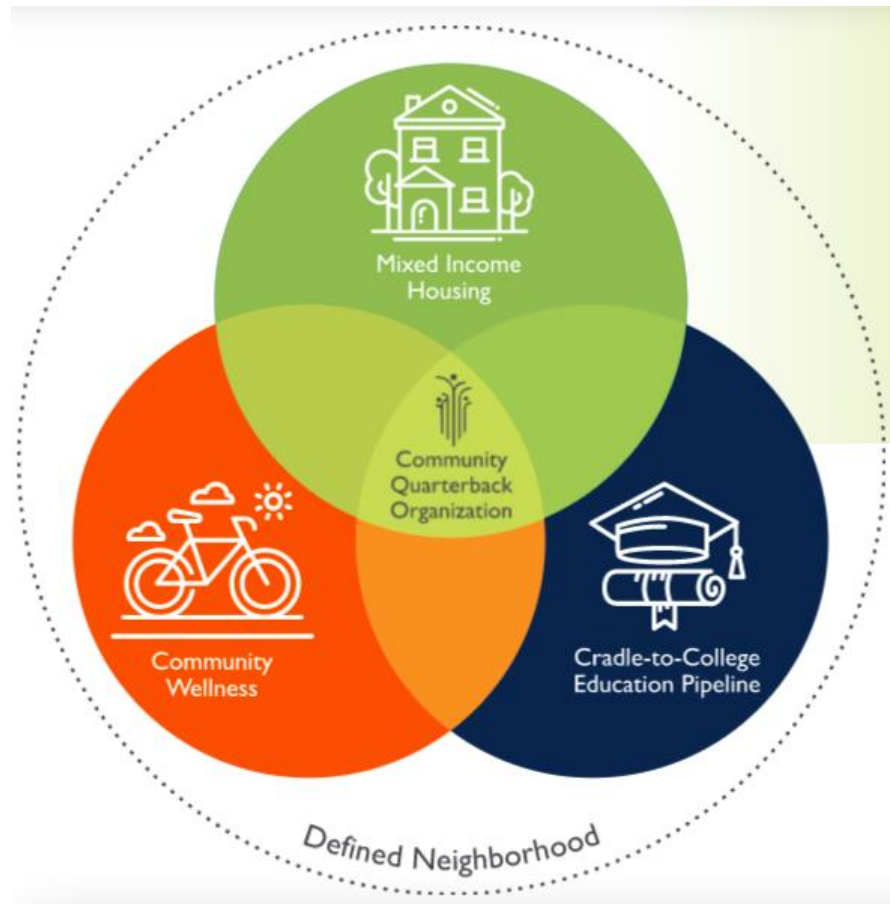 Mixed Income
Housing
Community
Quarterback
Organization
Community
Wellness
Cradle-to-College
Education Pipeline
Defined Neighborhood